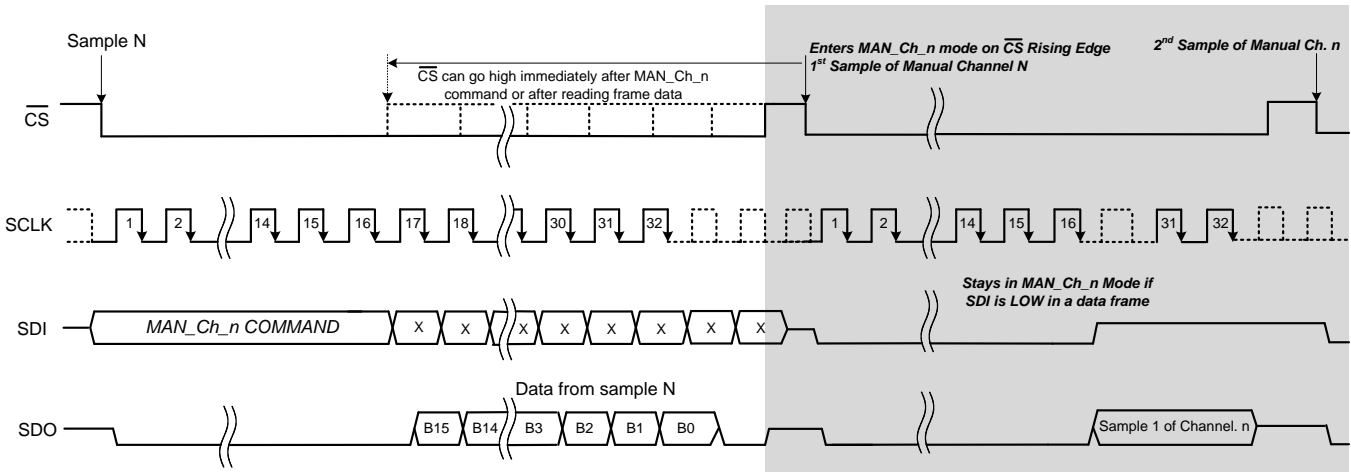 Sample N
Enters MAN_Ch_n mode on CS Rising Edge
1st Sample of Manual Channel N
2nd Sample of Manual Ch. n
CS can go high immediately after MAN_Ch_n
command or after reading frame data
CS
SCLK
1 2 14 15 16 17 18 30 31 32 1 2 14 15 16 31 32
Stays in MAN_Ch_n Mode if
SDI is LOW in a data frame
SDI
MAN_Ch_n COMMAND X X X X X X X X
Data from sample N
SDO
B15 B14 B3 B2 B1 B0 Sample 1 of Channel. n